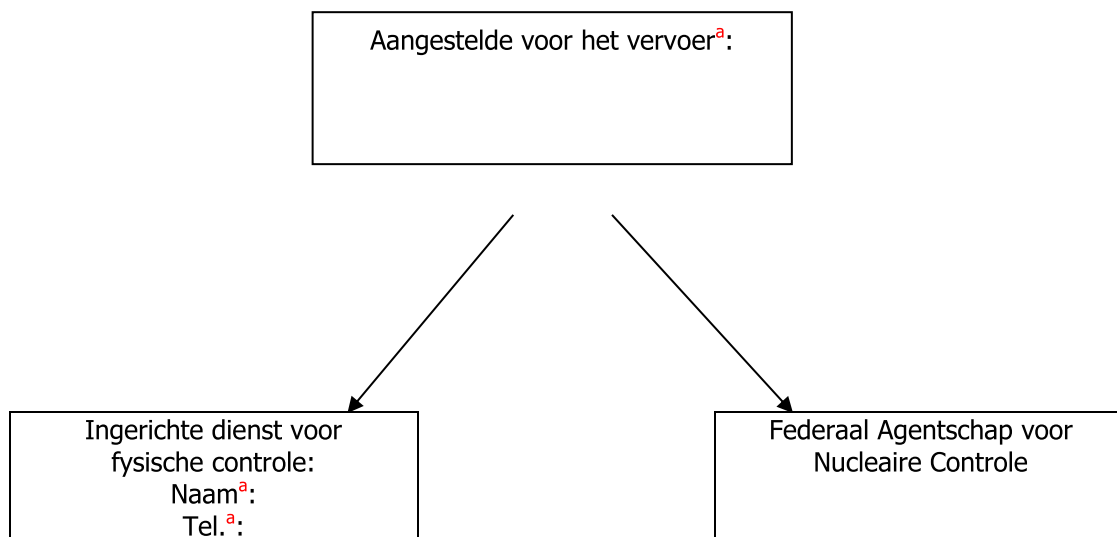 Aangestelde voor het vervoerᵃ:
Ingerichte dienst voor
fysische controle:
Naamᵃ:
Tel.ᵃ:
Federaal Agentschap voor
Nucleaire Controle